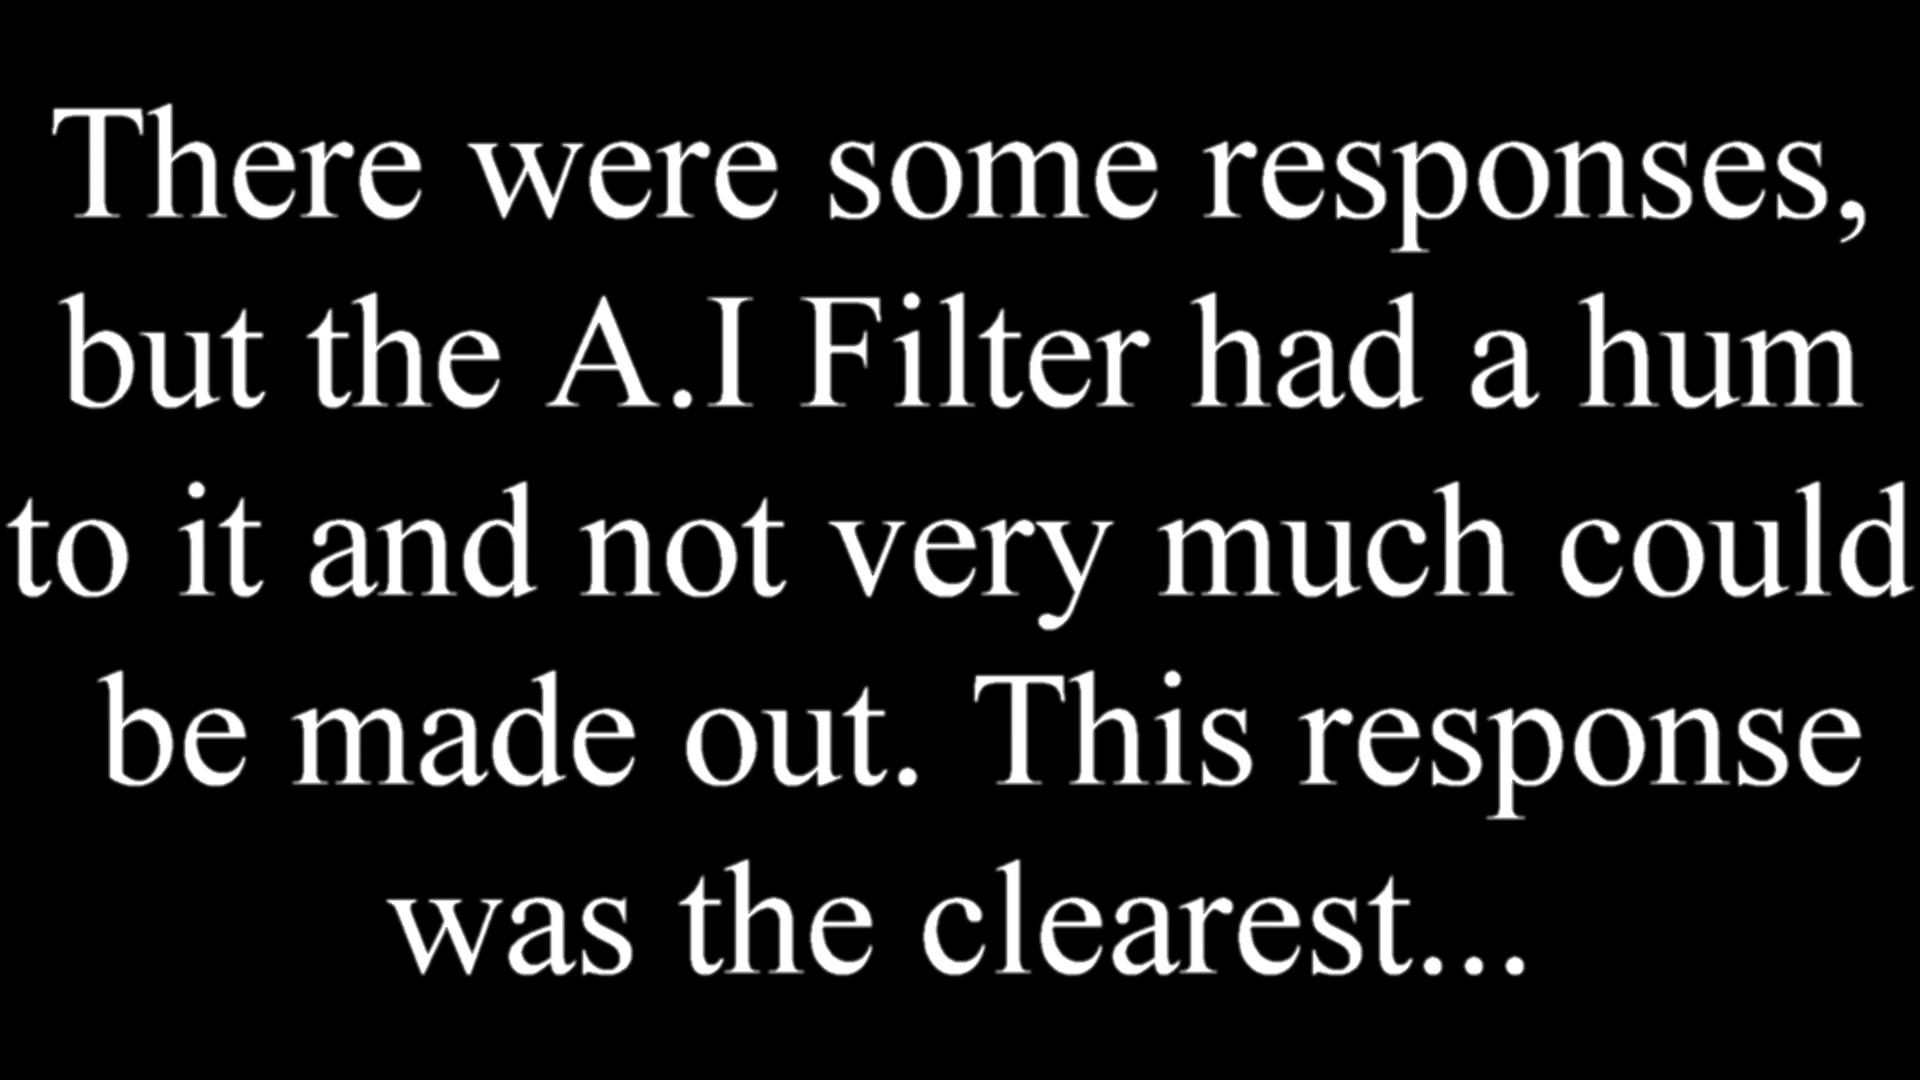 There were some responses,
but the A.I Filter had a hum
to it and not very much could
be made out. This response
was the clearest...